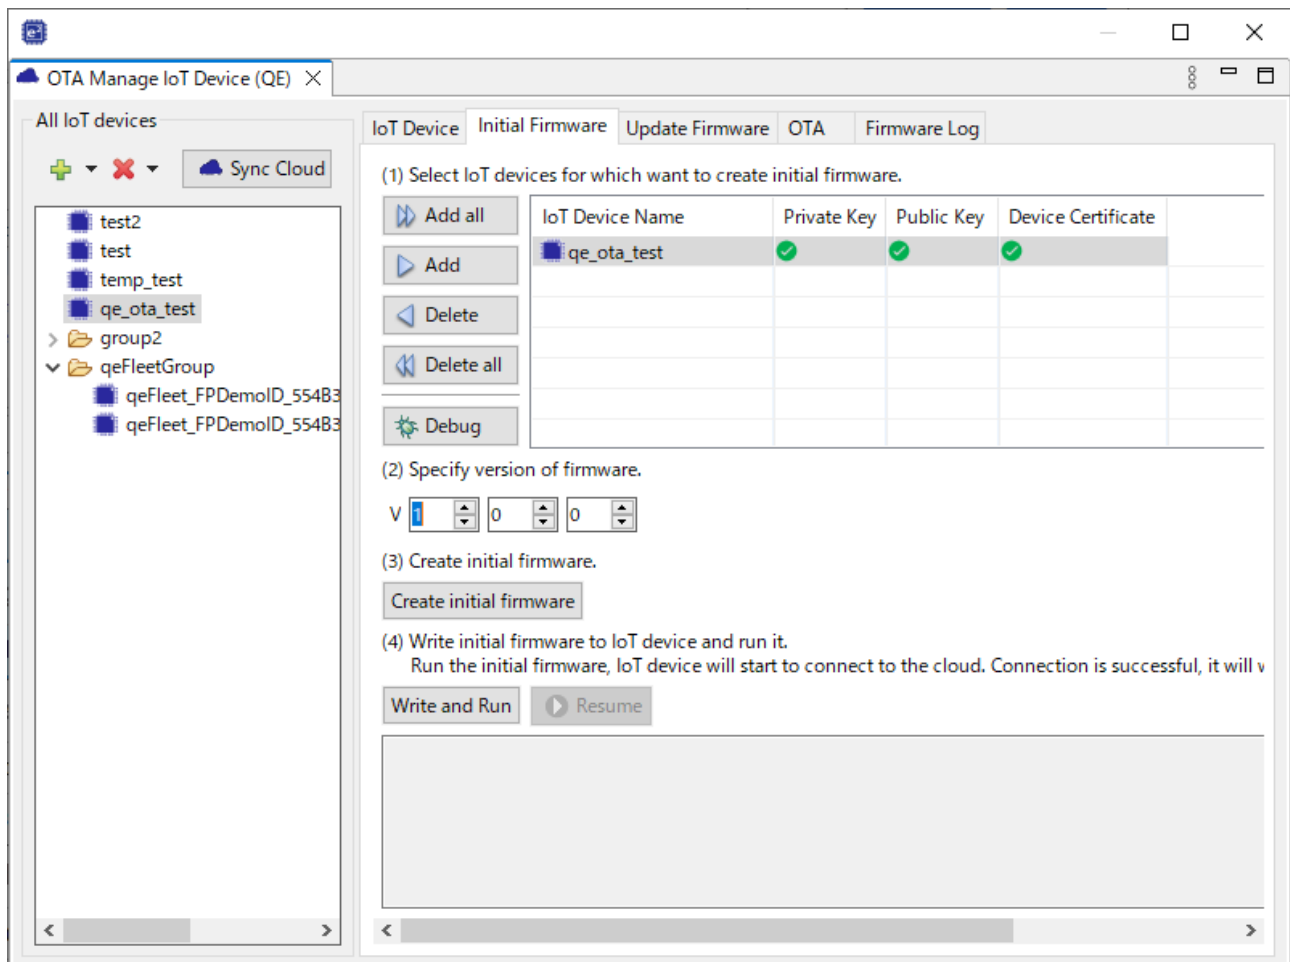 e²
OTA Manage IoT Device (QE)
All IoT devices
Sync Cloud
test2
test
temp_test
qe_ota_test
group2
qeFleetGroup
qeFleet_FPDemoID_554B3
qeFleet_FPDemoID_554B3
IoT Device
Initial Firmware
Update Firmware
OTA
Firmware Log
(1) Select IoT devices for which want to create initial firmware.
Add all
Add
Delete
Delete all
Debug
IoT Device Name Private Key Public Key Device Certificate
qe_ota_test
(2) Specify version of firmware.
V 1 0 0
(3) Create initial firmware.
Create initial firmware
(4) Write initial firmware to IoT device and run it.
Run the initial firmware, IoT device will start to connect to the cloud. Connection is successful, it will
Write and Run
Resume